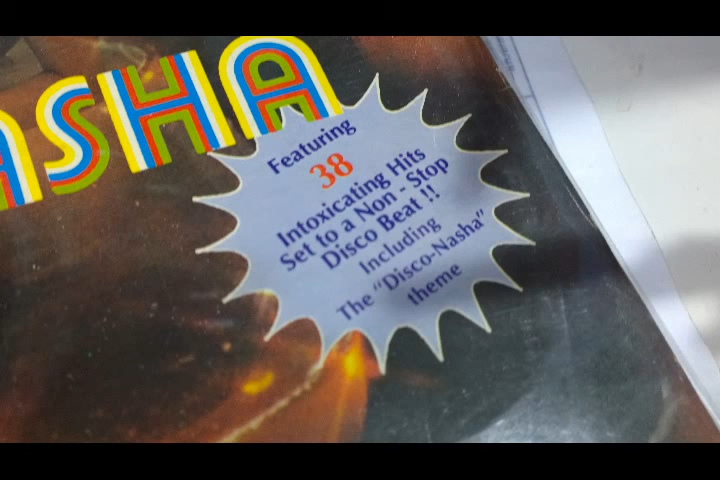 ASHA
Featuring
38
Intoxicating Hits
Set to a Non - Stop
Disco Beat !!
Including
The "Disco-Nasha"
theme